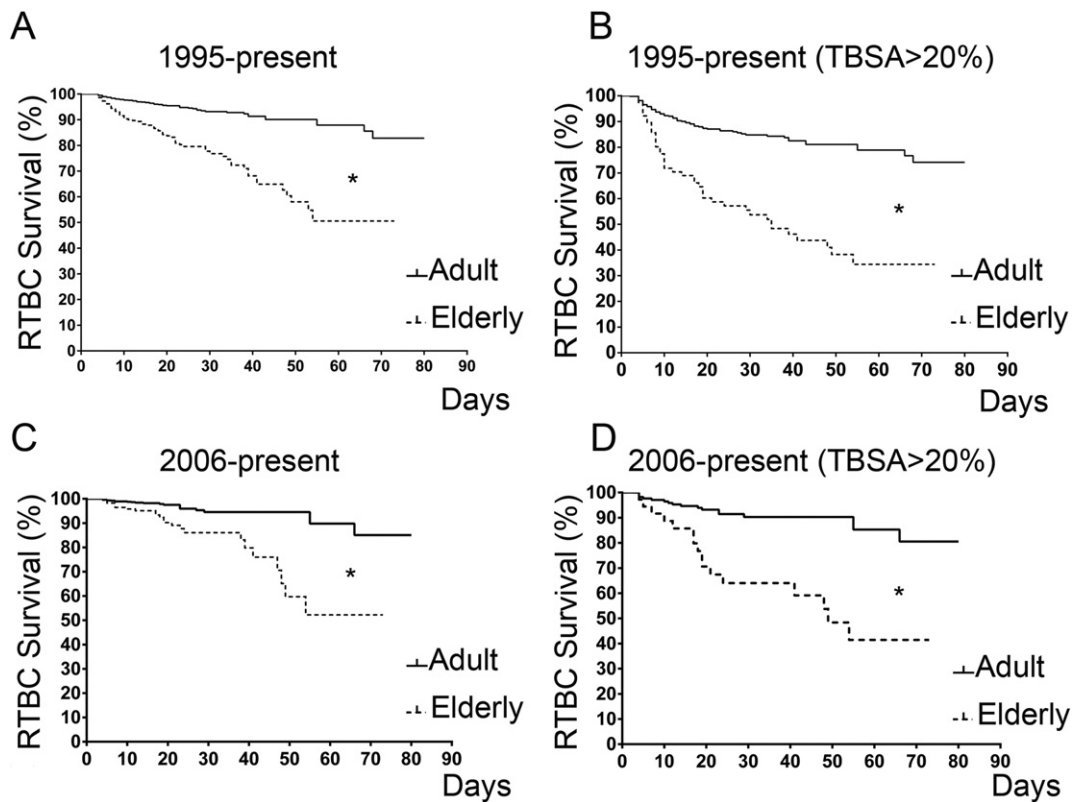 A
1995-present
RTBC Survival (%)
100
90
80
70
60
50
40
30
20
10
0
*
Adult
Elderly
0 10 20 30 40 50 60 70 80 90
Days
B
1995-present (TBSA>20%)
RTBC Survival (%)
100
90
80
70
60
50
40
30
20
10
0
*
Adult
Elderly
0 10 20 30 40 50 60 70 80 90
Days
C
2006-present
RTBC Survival (%)
100
90
80
70
60
50
40
30
20
10
0
*
Adult
Elderly
0 10 20 30 40 50 60 70 80 90
Days
D
2006-present (TBSA>20%)
RTBC Survival (%)
100
90
80
70
60
50
40
30
20
10
0
*
Adult
Elderly
0 10 20 30 40 50 60 70 80 90
Days